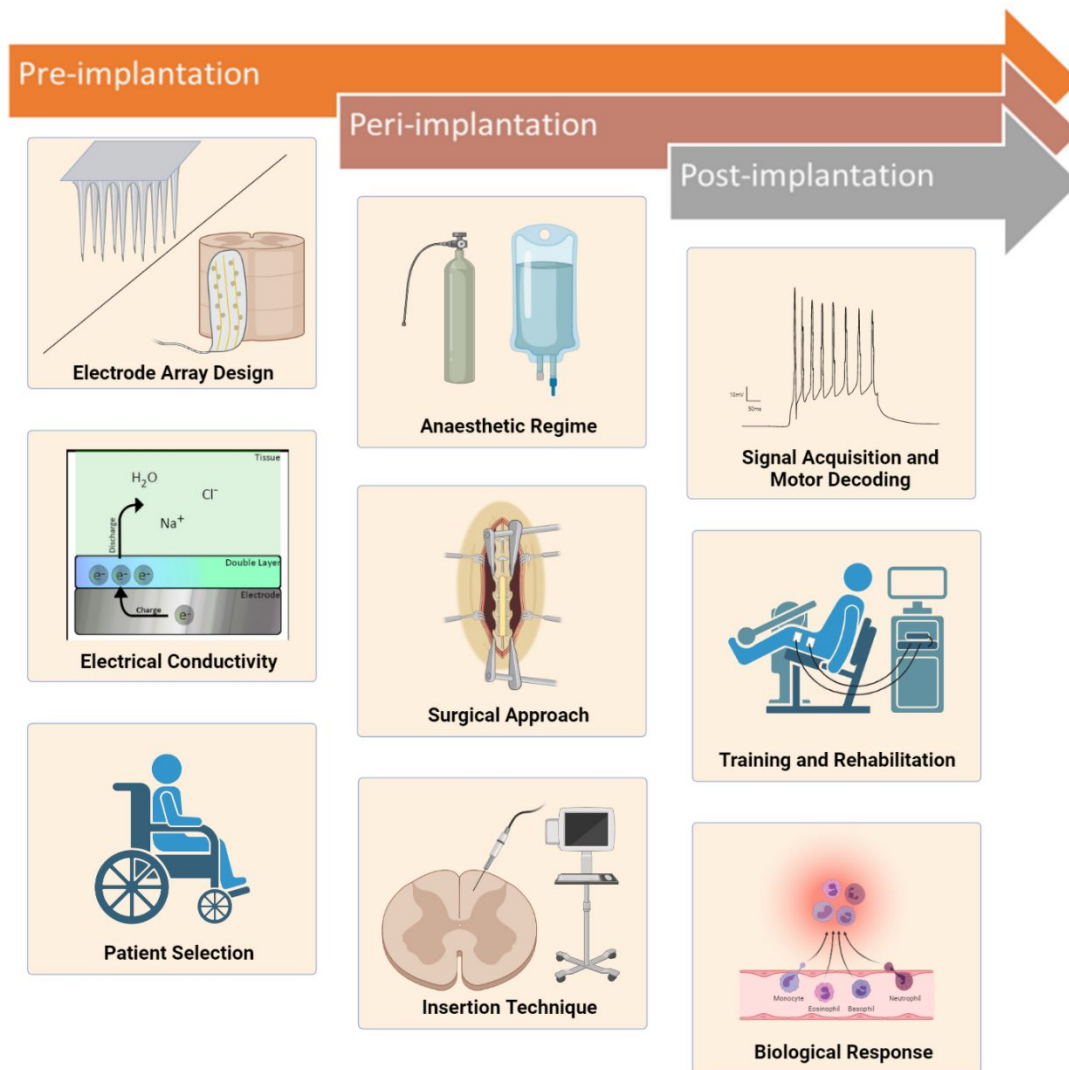 Pre-implantation
Peri-implantation
Post-implantation
Electrode Array Design
Tissue
H₂O
Cl⁻
Na⁺
Discharge
Double Layer
e⁻ e⁻ e⁻
Electrode
Charge
e⁻
Electrical Conductivity
Patient Selection
Anaesthetic Regime
Surgical Approach
Insertion Technique
10mV
50ms
Signal Acquisition and
Motor Decoding
Training and Rehabilitation
Monocyte
Eosinophil
Basophil
Neutrophil
Biological Response